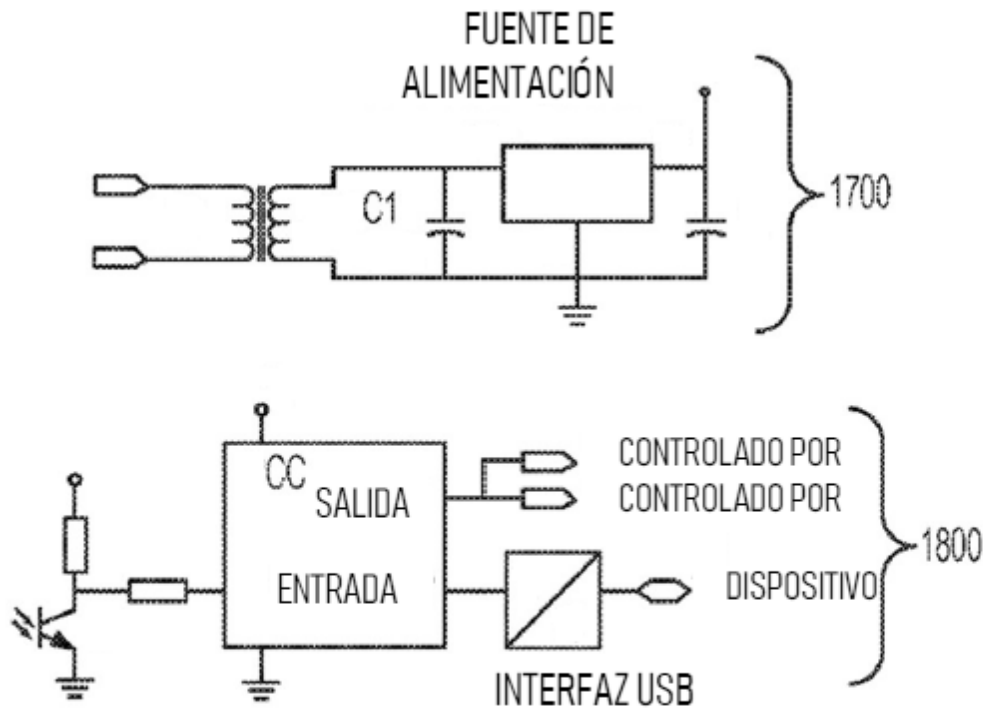 FUENTE DE
ALIMENTACIÓN
C1
1700
CC
SALIDA
ENTRADA
CONTROLADO POR
CONTROLADO POR
DISPOSITIVO
1800
INTERFAZ USB